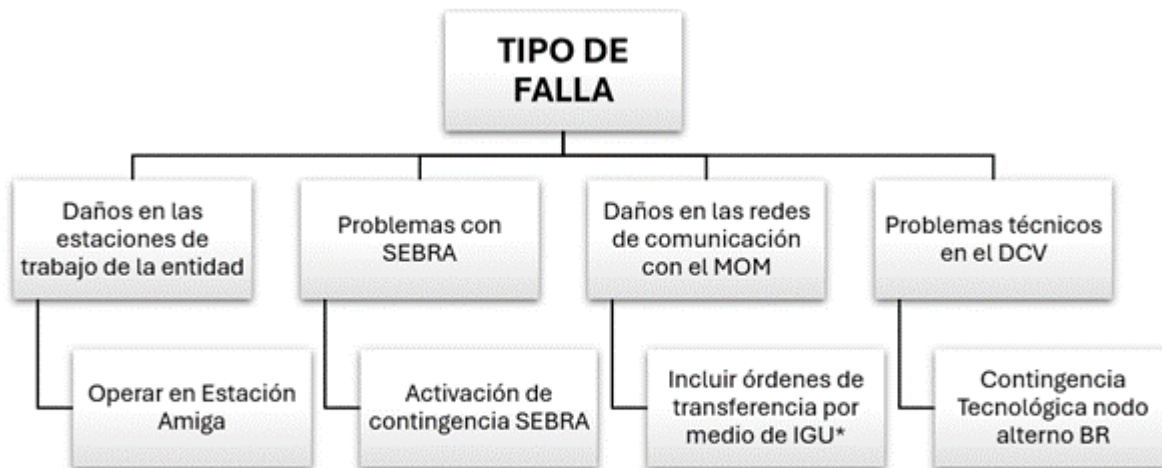 TIPO DE
FALLA
Daños en las
estaciones de
trabajo de la entidad
Problemas con
SEBRA
Daños en las redes
de comunicación
con el MOM
Problemas técnicos
en el DCV
Operar en Estación
Amiga
Activación de
contingencia SEBRA
Incluir órdenes de
transferencia por
medio de IGU*
Contingencia
Tecnológica nodo
alterno BR